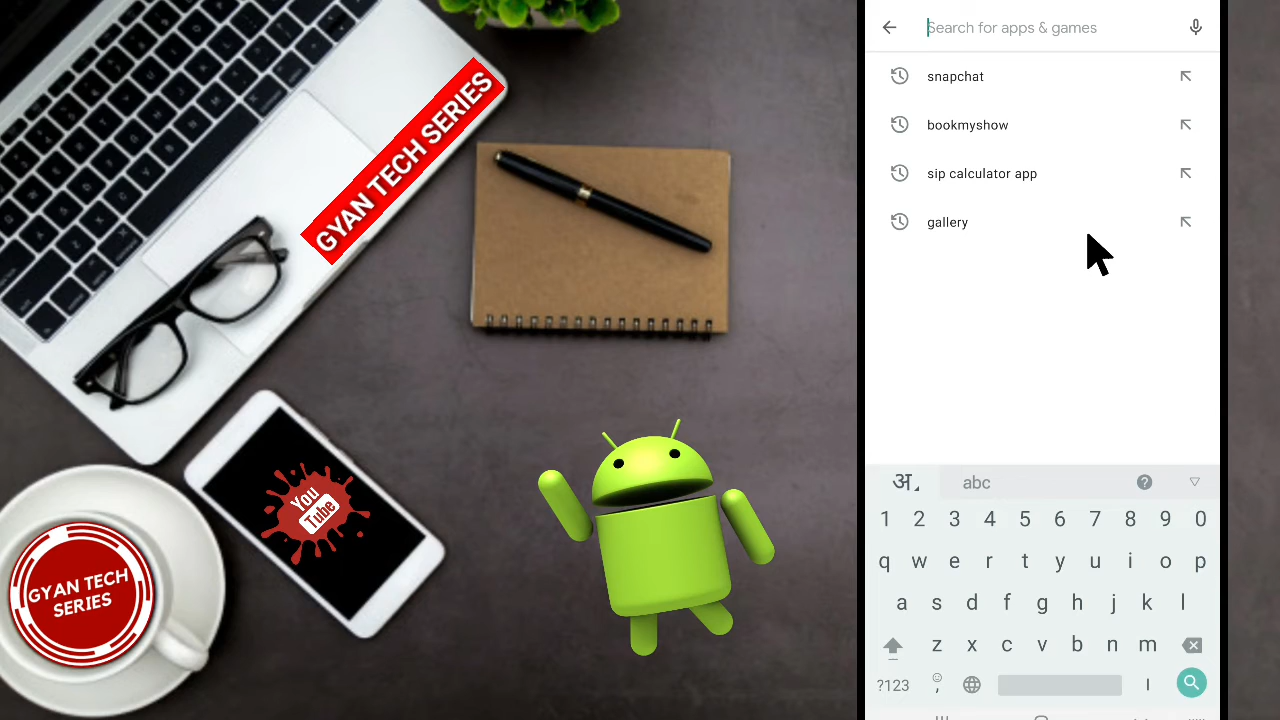 GYAN TECH SERIES
You
Tube
GYAN TECH
SERIES
Search for apps & games
snapchat
bookmyshow
sip calculator app
gallery
अ abc ?
1 2 3 4 5 6 7 8 9 0
q w e r t y u i o p
a s d f g h j k l
z x c v b n m
?123 , ।